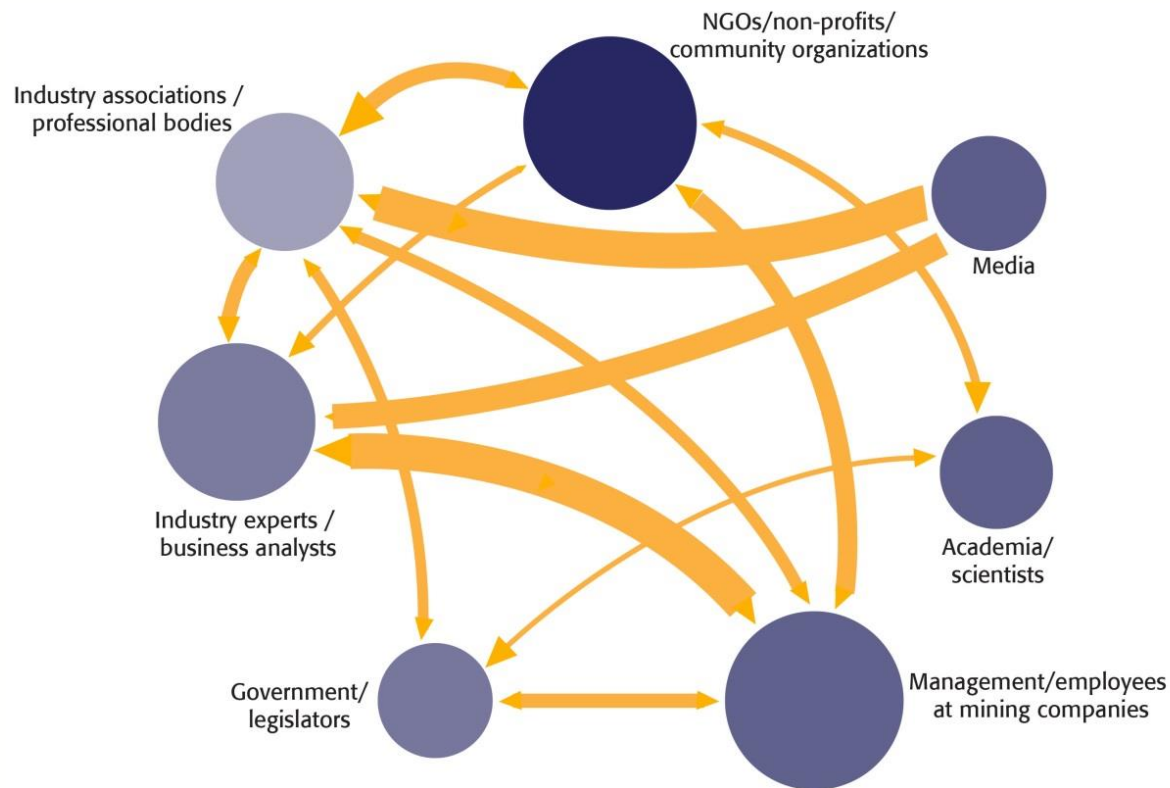 NGOs/non-profits/
community organizations
Industry associations /
professional bodies
Media
Industry experts /
business analysts
Academia/
scientists
Government/
legislators
Management/employees
at mining companies